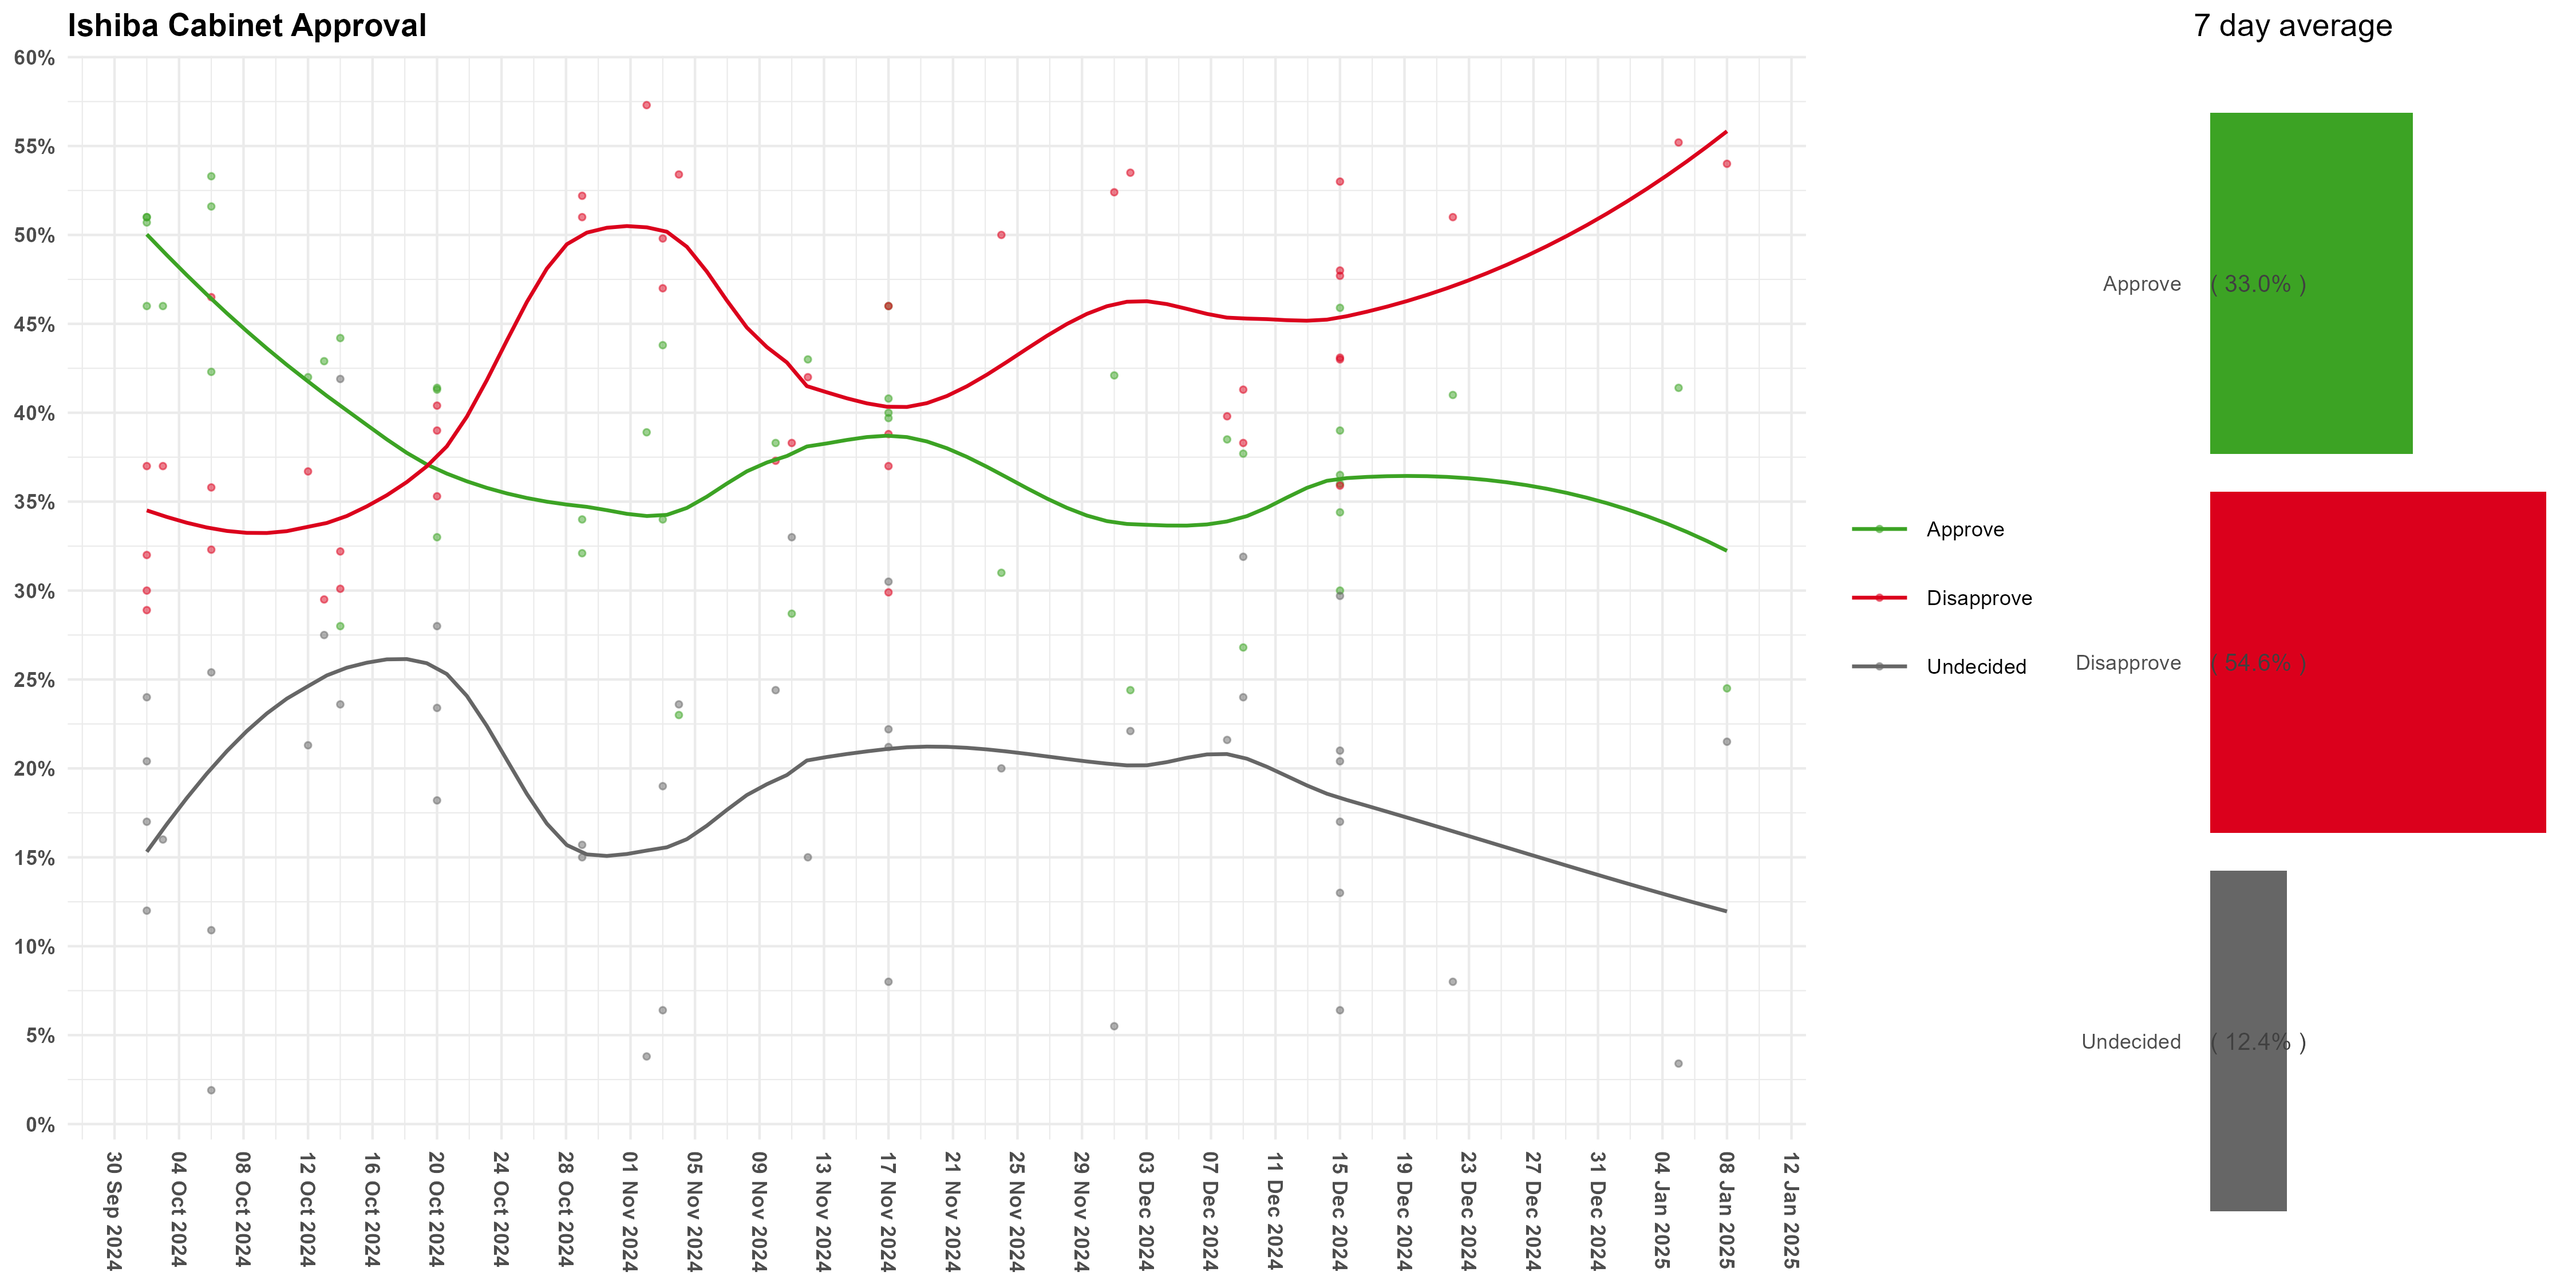 Ishiba Cabinet Approval
60%
55%
50%
45%
40%
35%
30%
25%
20%
15%
10%
5%
0%
30 Sep 2024
04 Oct 2024
08 Oct 2024
12 Oct 2024
16 Oct 2024
20 Oct 2024
24 Oct 2024
28 Oct 2024
01 Nov 2024
05 Nov 2024
09 Nov 2024
13 Nov 2024
17 Nov 2024
21 Nov 2024
25 Nov 2024
29 Nov 2024
03 Dec 2024
07 Dec 2024
11 Dec 2024
15 Dec 2024
19 Dec 2024
23 Dec 2024
27 Dec 2024
31 Dec 2024
04 Jan 2025
08 Jan 2025
12 Jan 2025
Approve
Disapprove
Undecided
7 day average
Approve ( 33.0% )
Disapprove ( 54.6% )
Undecided ( 12.4% )